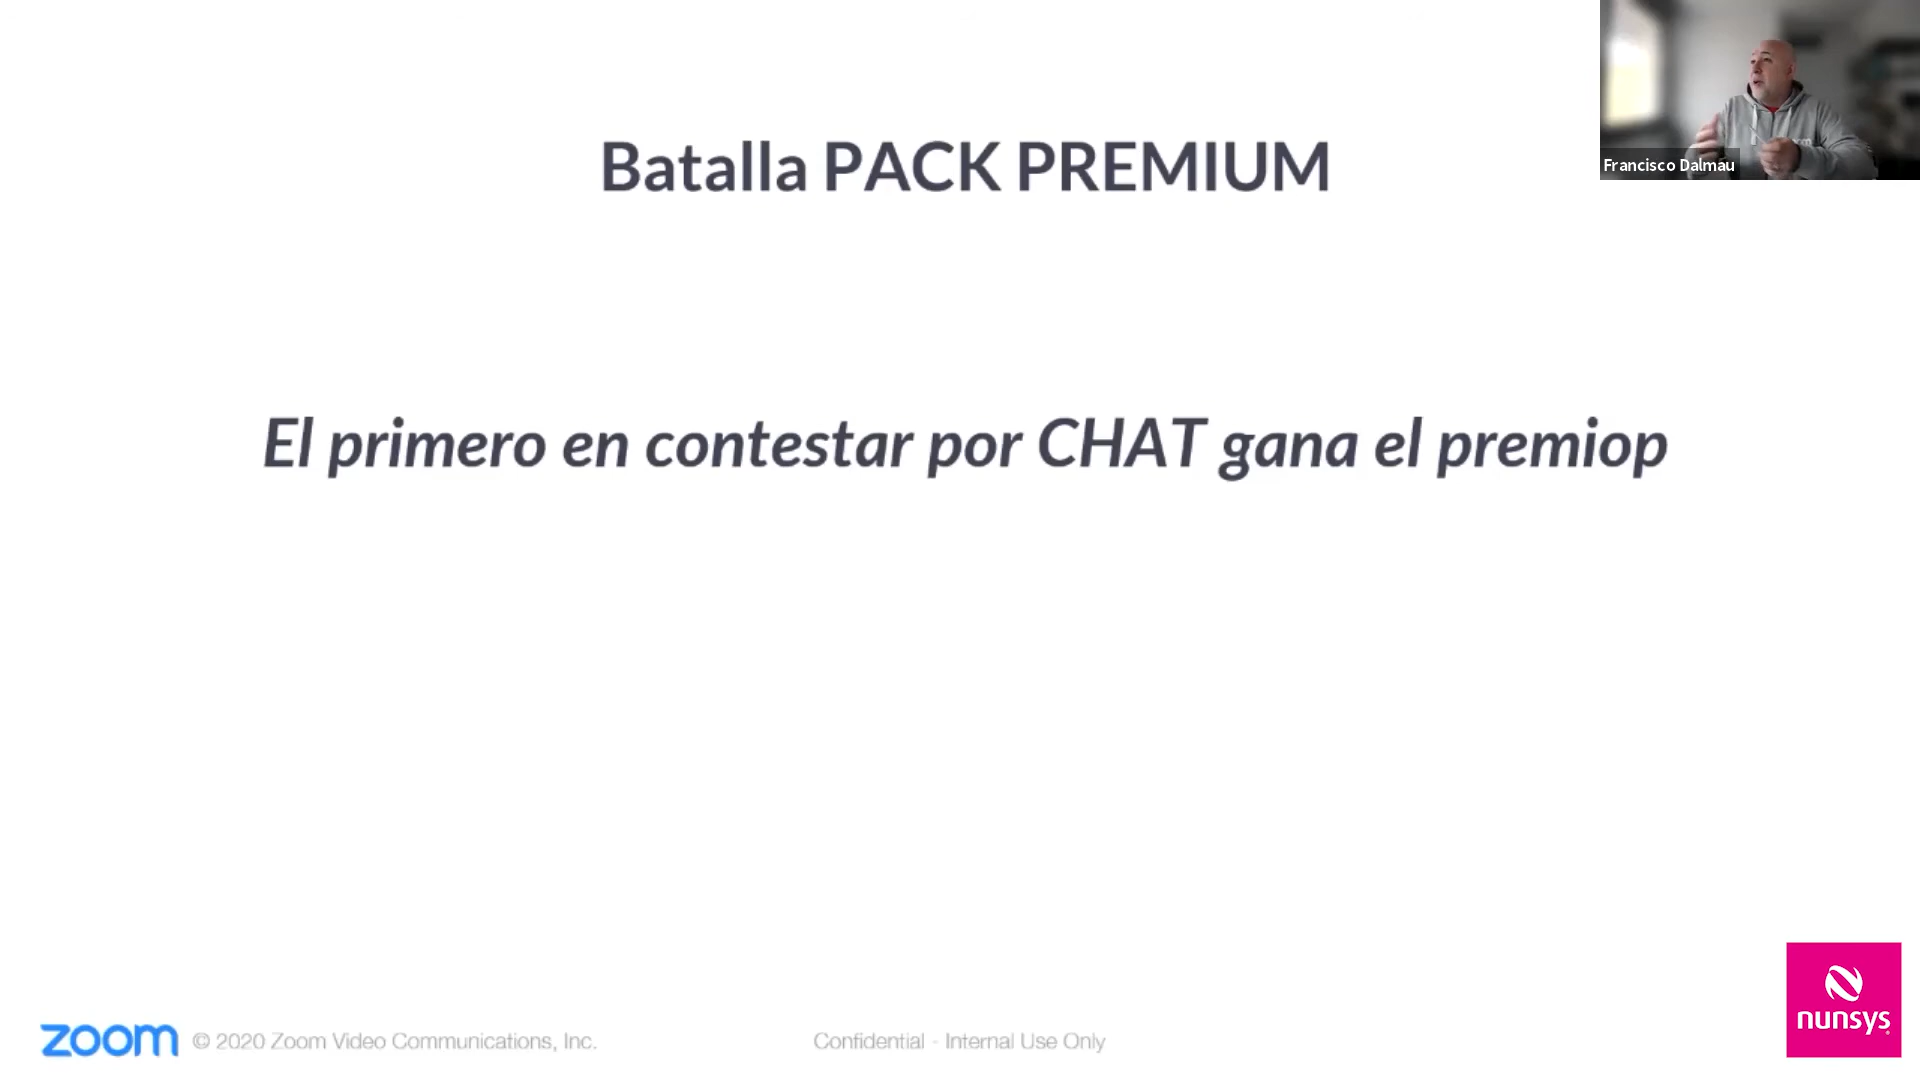 Batalla PACK PREMIUM
Francisco Dalmau
El primero en contestar por CHAT gana el premiop
zoom © 2020 Zoom Video Communications, Inc. Confidential - Internal Use Only
nunsys